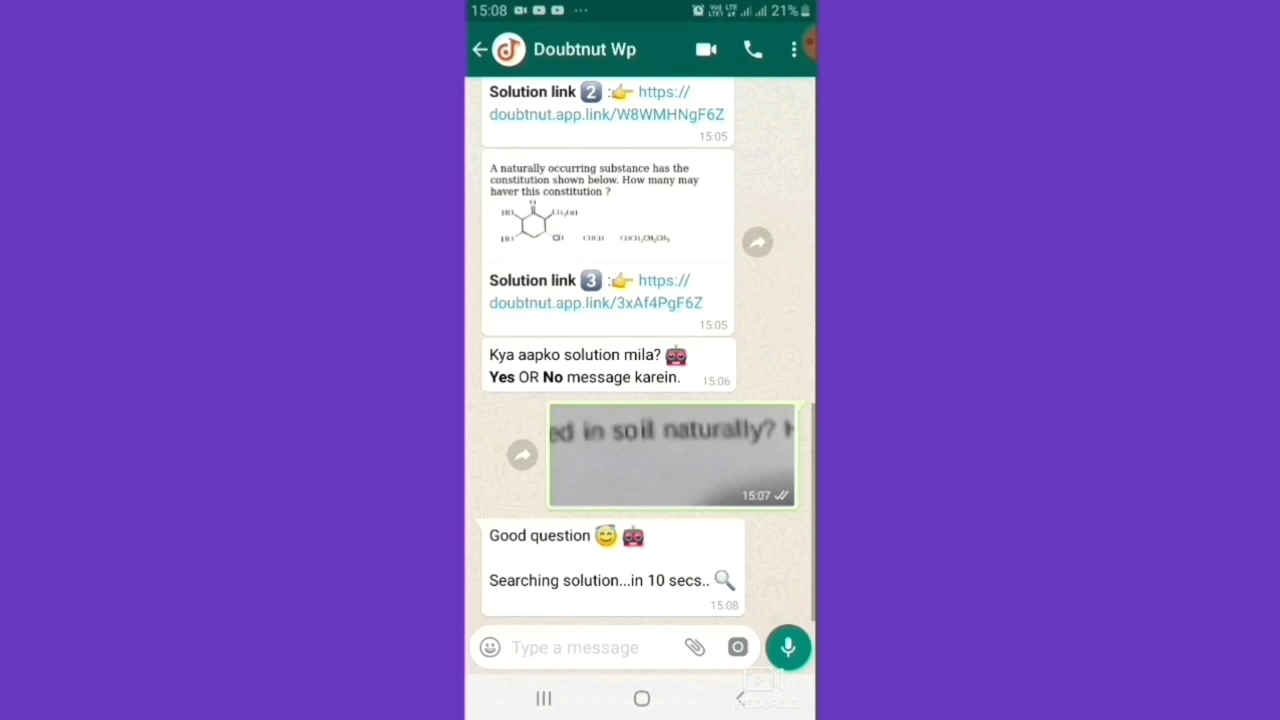 15:08 ... 21%
Doubtnut Wp
Solution link 2 :👉 https://
doubtnut.app.link/W8WMHNgF6Z
15:05
A naturally occurring substance has the
constitution shown below. How many may
haver this constitution ?
O
HO
HO
Solution link 3 :👉 https://
doubtnut.app.link/3xAf4PgF6Z
15:05
Kya aapko solution mila?
Yes OR No message karein. 15:06
ed in soil naturally?
15:07
Good question 😇
Searching solution...in 10 secs.. 🔍
15:08
Type a message